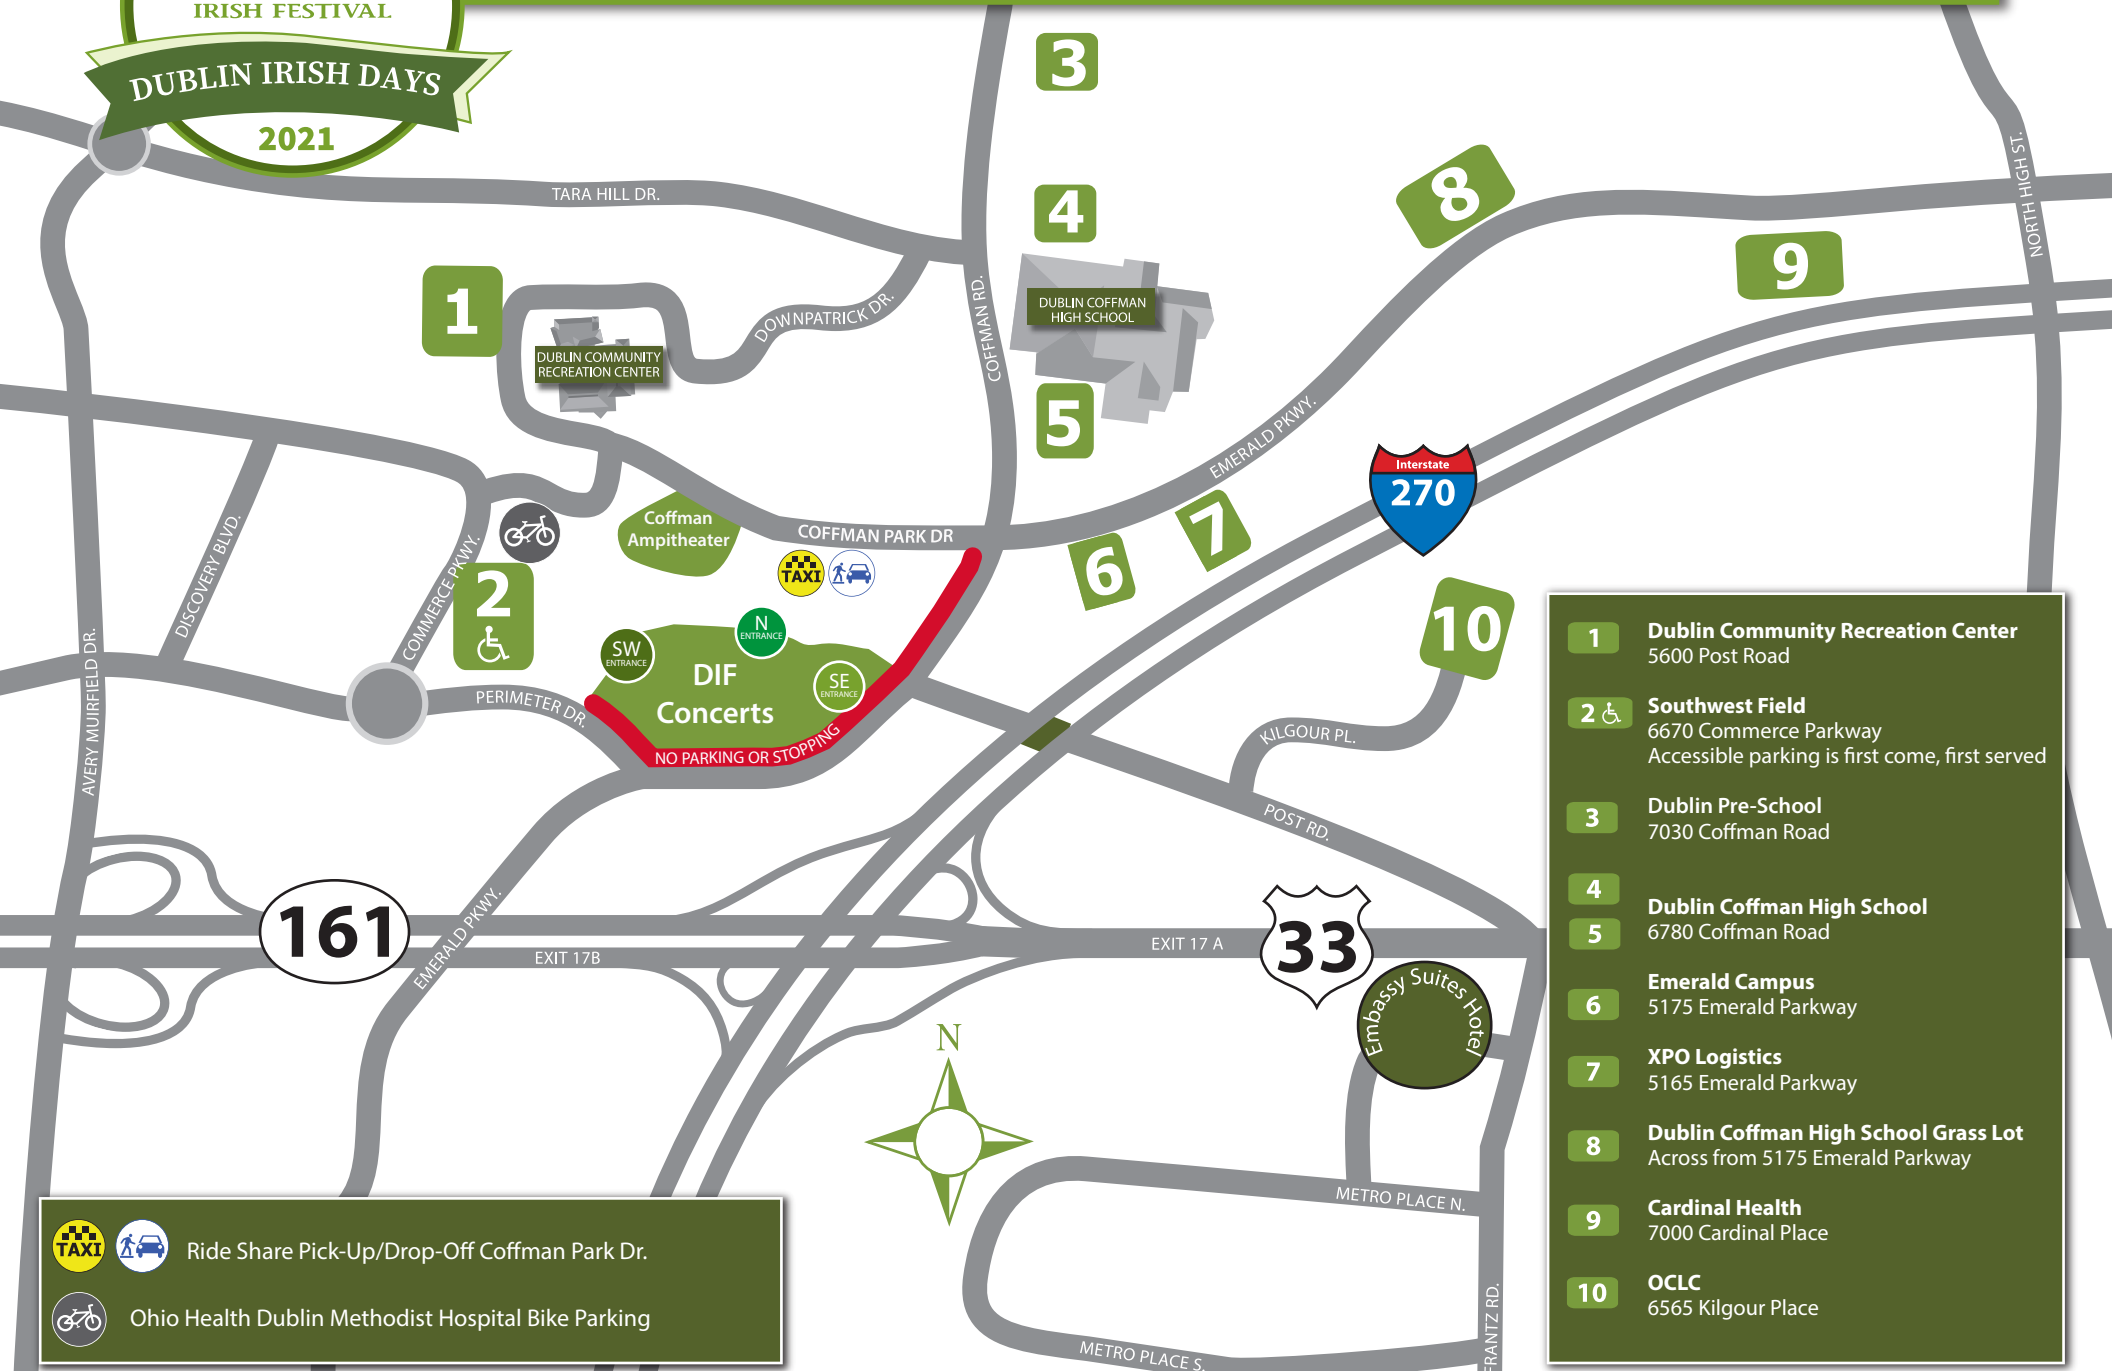 IRISH FESTIVAL
DUBLIN IRISH DAYS
2021
3
TARA HILL DR.
NORTH HIGH ST.
8
4
9
1
DOWNPATRICK DR.
COFFMAN RD.
DUBLIN COFFMAN
HIGH SCHOOL
DUBLIN COMMUNITY
RECREATION CENTER
5
EMERALD PKWY.
Interstate
270
Coffman
Ampitheater
COFFMAN PARK DR
7
6
TAXI
DISCOVERY BLVD.
COMMERCE PKWY.
2
10
N
ENTRANCE
SW
ENTRANCE
SE
ENTRANCE
DIF
Concerts
AVERY MUIRFIELD DR.
PERIMETER DR.
NO PARKING OR STOPPING
KILGOUR PL.
POST RD.
161
EMERALD PKWY.
EXIT 17B
EXIT 17 A
33
Embassy Suites Hotel
N
METRO PLACE N.
METRO PLACE S.
FRANTZ RD.
1
Dublin Community Recreation Center
5600 Post Road
2
Southwest Field
6670 Commerce Parkway
Accessible parking is first come, first served
3
Dublin Pre-School
7030 Coffman Road
4
5
Dublin Coffman High School
6780 Coffman Road
6
Emerald Campus
5175 Emerald Parkway
7
XPO Logistics
5165 Emerald Parkway
8
Dublin Coffman High School Grass Lot
Across from 5175 Emerald Parkway
9
Cardinal Health
7000 Cardinal Place
10
OCLC
6565 Kilgour Place
TAXI
Ride Share Pick-Up/Drop-Off Coffman Park Dr.
Ohio Health Dublin Methodist Hospital Bike Parking